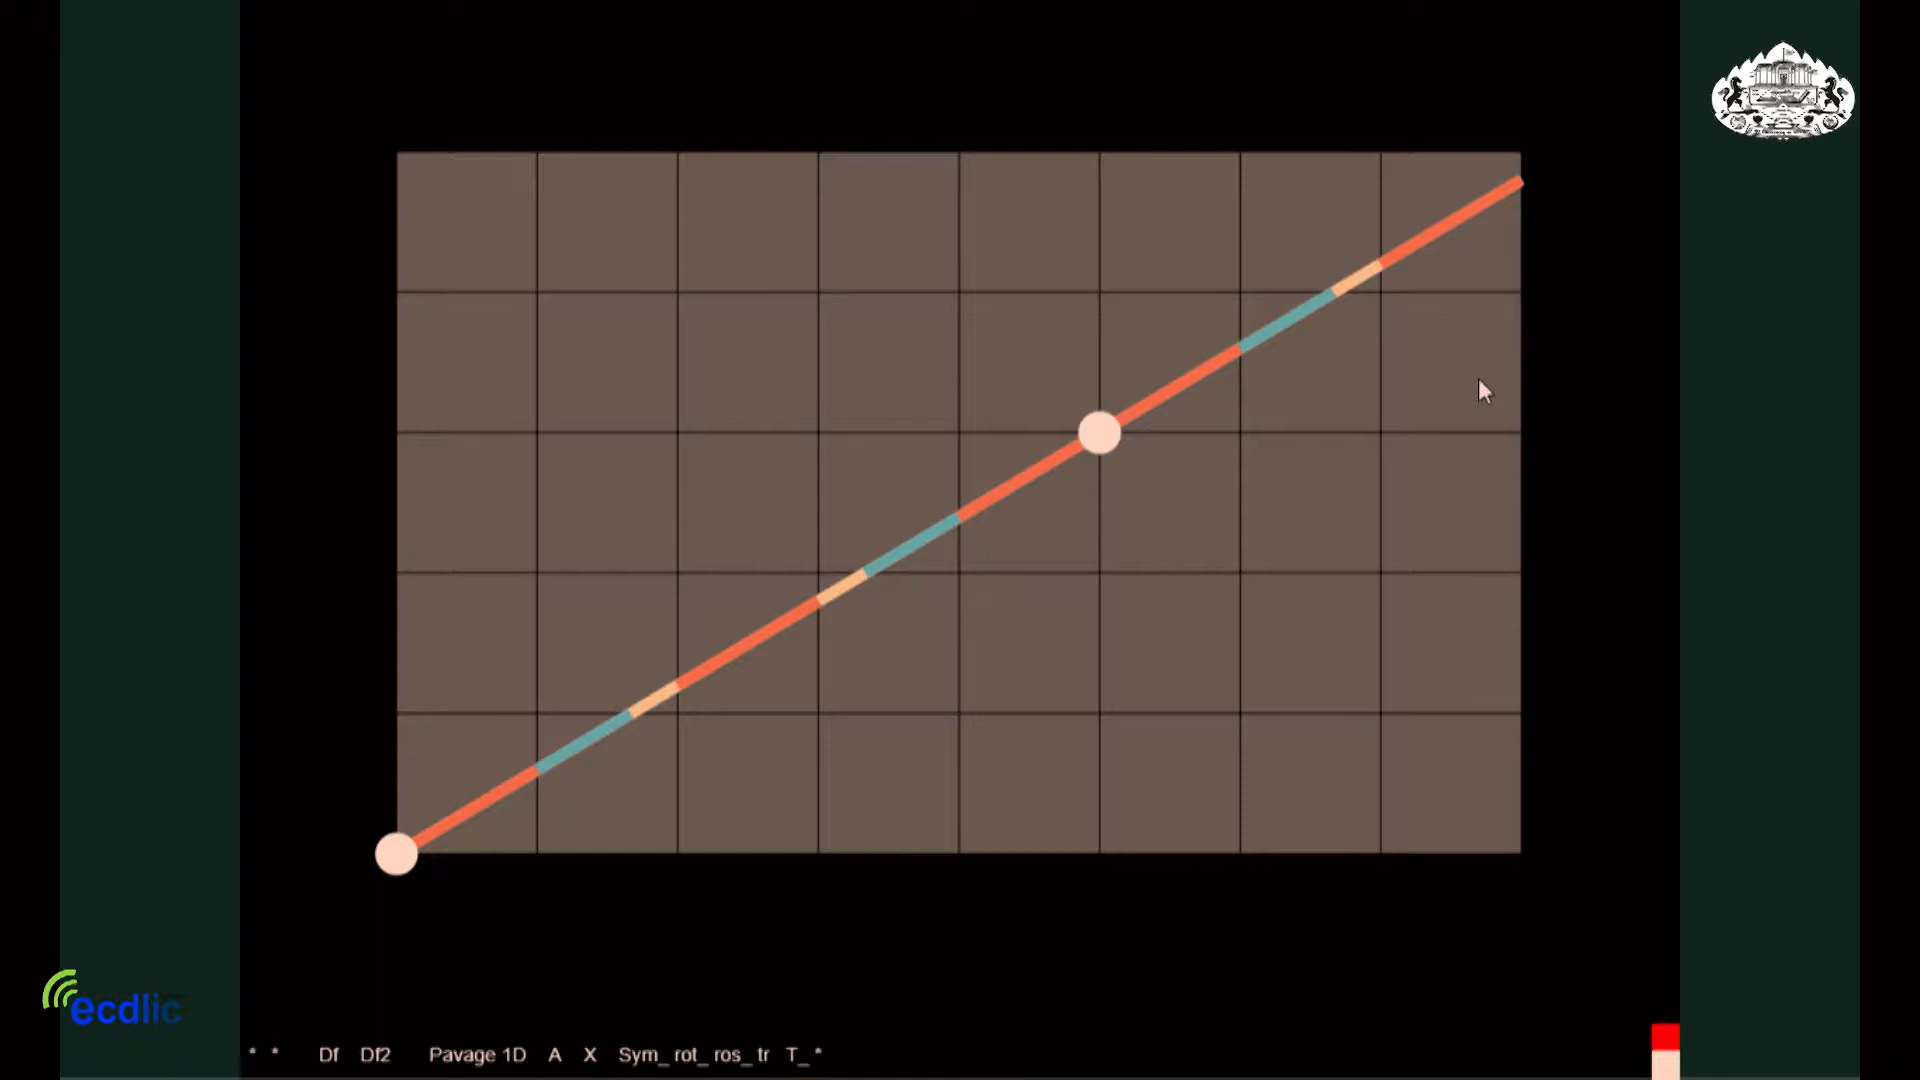 ecdlic
* * Df Df2 Pavage 1D A X Sym_ rot_ ros_ tr T_ *